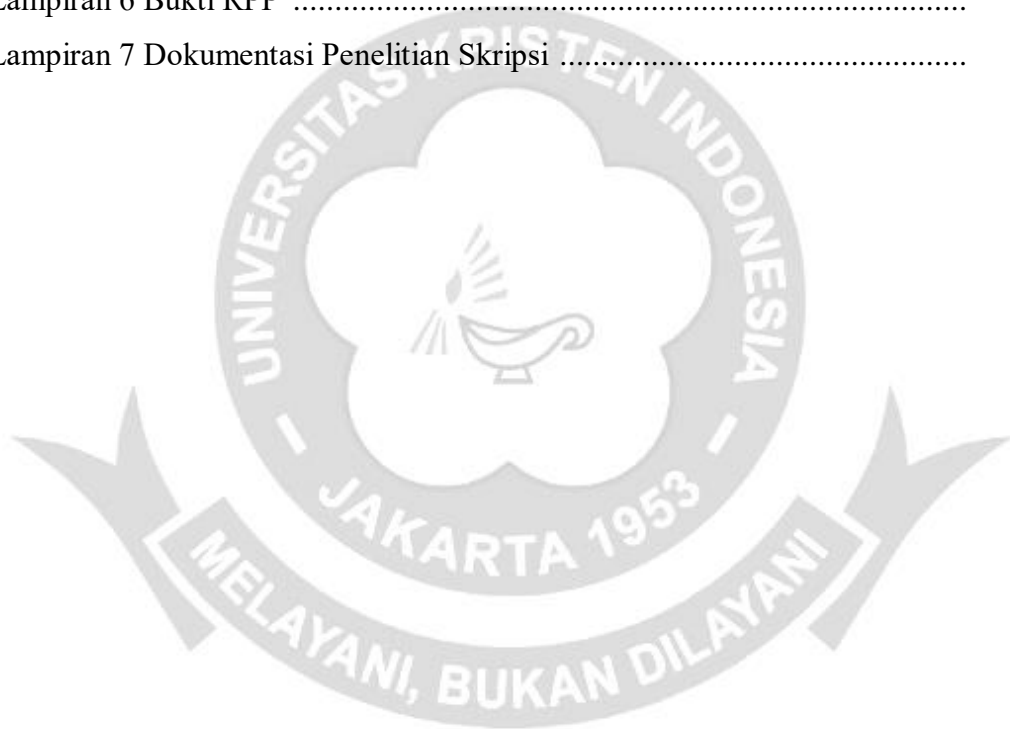 Lampiran 6 Bukti RPP ................................................................................
Lampiran 7 Dokumentasi Penelitian Skripsi ................................................
UNIVERSITAS KRISTEN INDONESIA
JAKARTA 1953
MELAYANI, BUKAN DILAYANI